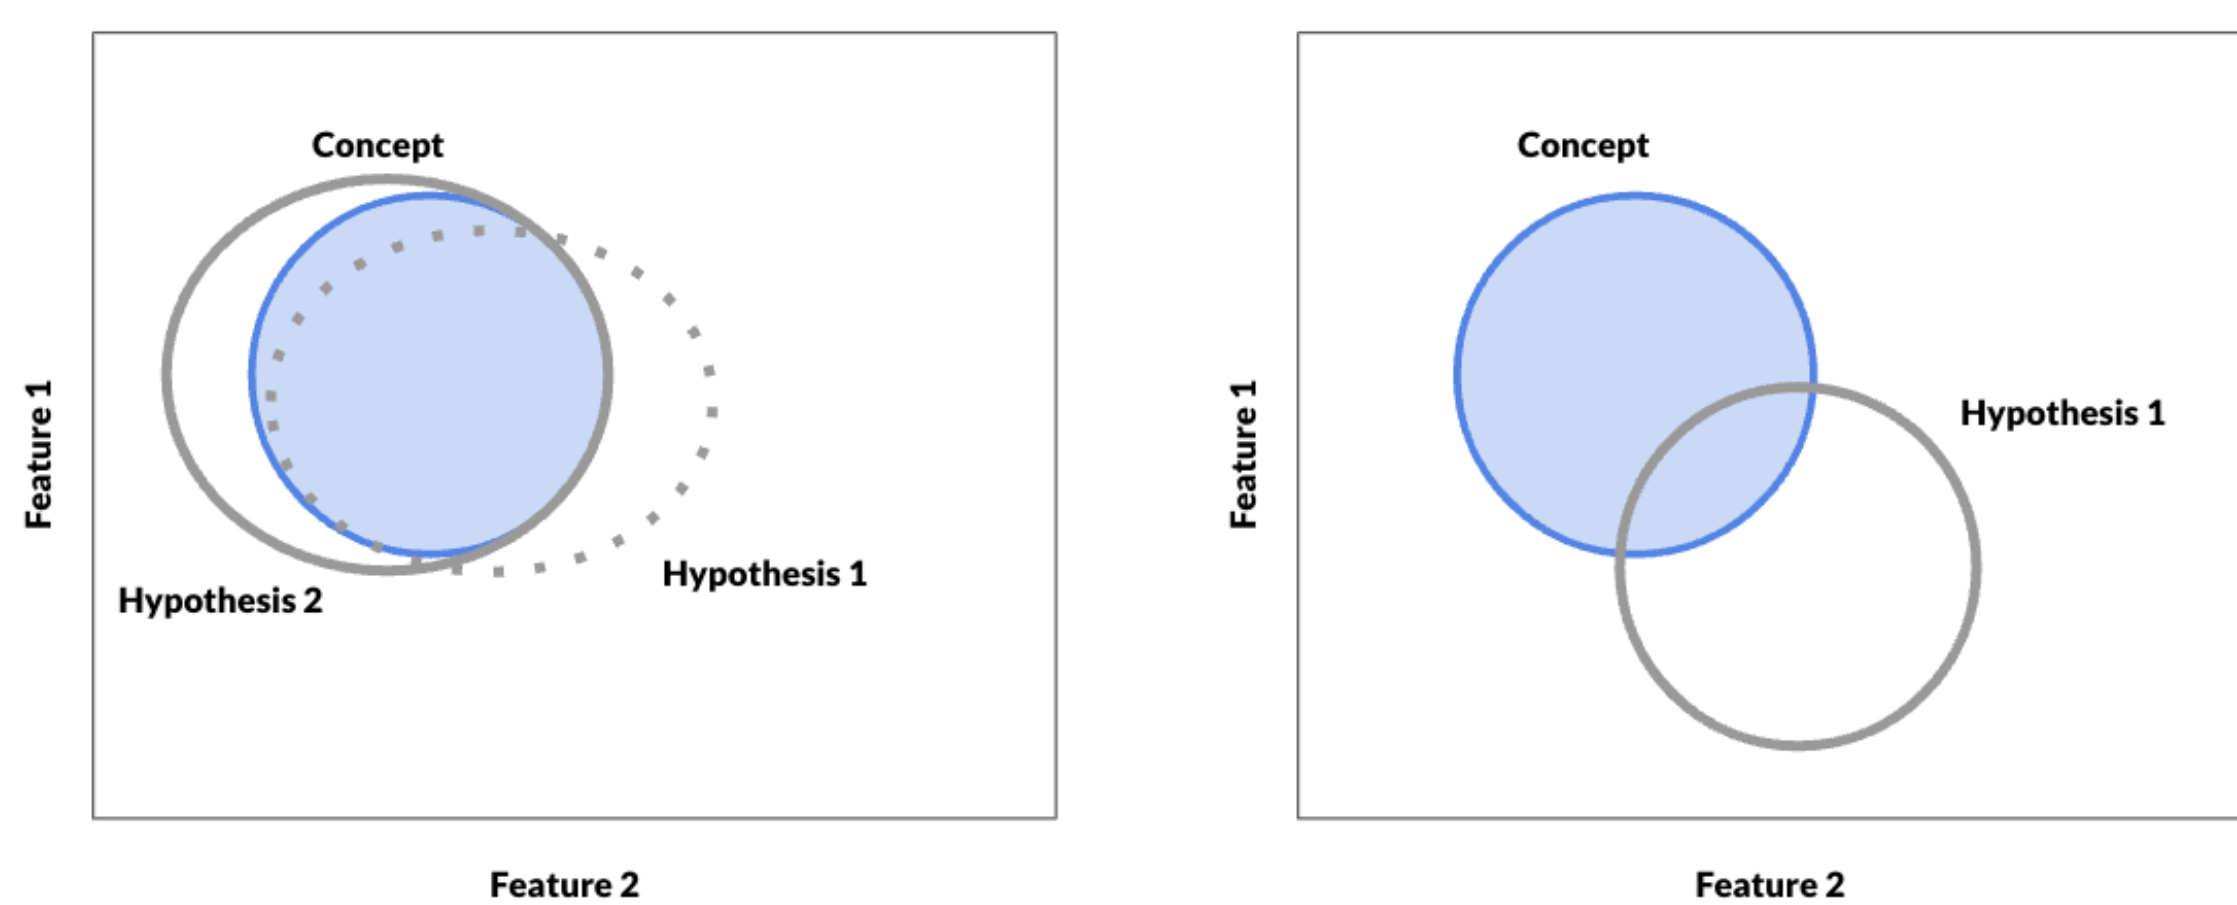 Concept
Feature 1
Hypothesis 1
Hypothesis 2
Feature 2
Concept
Feature 1
Hypothesis 1
Feature 2